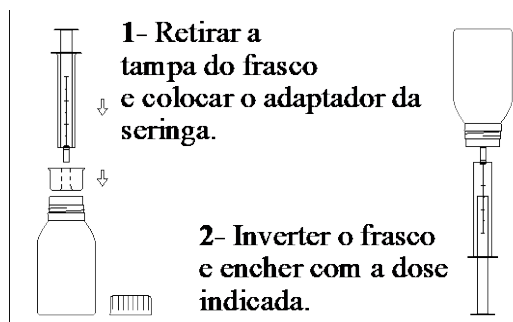 1- Retirar a
tampa do frasco
e colocar o adaptador da
seringa.
2- Inverter o frasco
e encher com a dose
indicada.